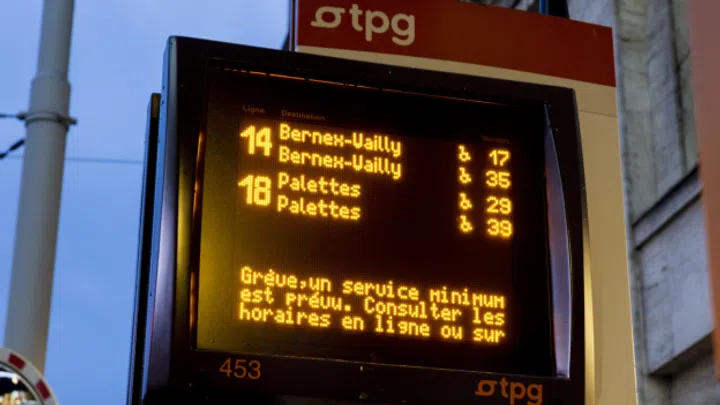 tpg
Ligne Destination
14 Bernex-Vailly 17
Bernex-Vailly 35
18 Palettes 29
Palettes 39
Grève,un service minimum
est prévu. Consulter les
horaires en ligne ou sur
453
tpg